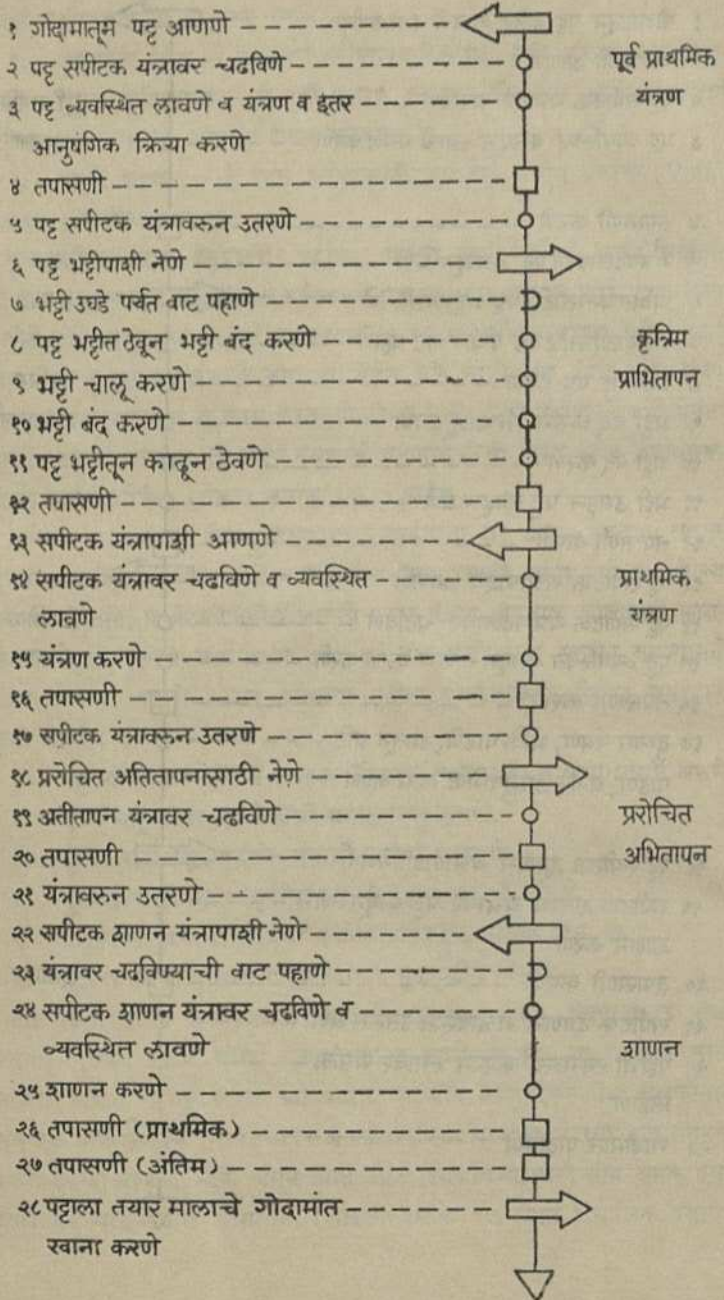 १ गोदामातूम पट्ट आणणे
२ पट्ट सपीटक यंत्रावर चढविणे पूर्व प्राथमिक
३ पट्ट व्यवस्थित लावणे व यंत्रण व इतर यंत्रण
आनुषंगिक क्रिया करणे
४ तपासणी
५ पट्ट सपीटक यंत्रावरून उतरणे
६ पट्ट भट्टीपाशी नेणे
७ भट्टी उघडे पर्यंत वाट पहाणे
८ पट्ट भट्टीत ठेवून भट्टी बंद करणे कृत्रिम
९ भट्टी चालू करणे प्राभितापन
१० भट्टी बंद करणे
११ पट्ट भट्टीतून काढून ठेवणे
१२ तपासणी
१३ सपीटक यंत्रापाशी आणणे
१४ सपीटक यंत्रावर चढविणे व व्यवस्थित प्राथमिक
लावणे यंत्रण
१५ यंत्रण करणे
१६ तपासणी
१७ सपीटक यंत्रावरून उतरणे
१८ प्ररोचित अतितापनासाठी नेणे
१९ अतीतापन यंत्रावर चढविणे प्ररोचित
२० तपासणी अभितापन
२१ यंत्रावरुन उतरणे
२२ सपीटक शाणन यंत्रापाशी नेणे
२३ यंत्रावर चढविण्याची वाट पहाणे
२४ सपीटक शाणन यंत्रावर चढविणे व
व्यवस्थित लावणे शाणन
२५ शाणन करणे
२६ तपासणी (प्राथमिक)
२७ तपासणी (अंतिम)
२८ पट्टाला तयार मालाचे गोदामांत
रवाना करणे